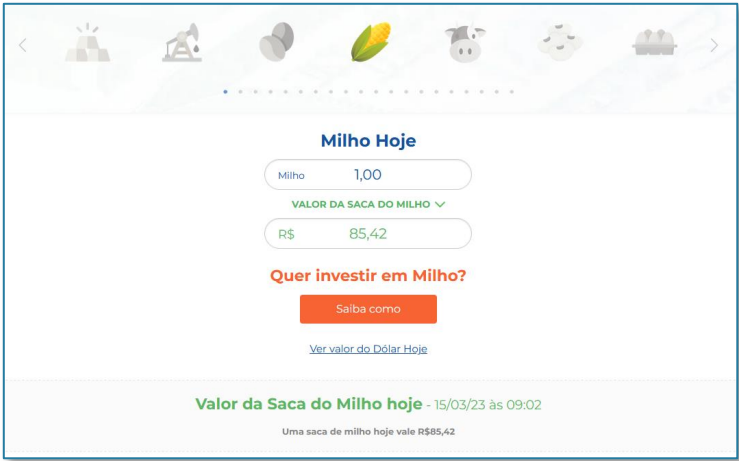 Milho Hoje
Milho 1,00
VALOR DA SACA DO MILHO
R$ 85,42
Quer investir em Milho?
Saiba como
Ver valor do Dólar Hoje
Valor da Saca do Milho hoje - 15/03/23 às 09:02
Uma saca de milho hoje vale R$85,42